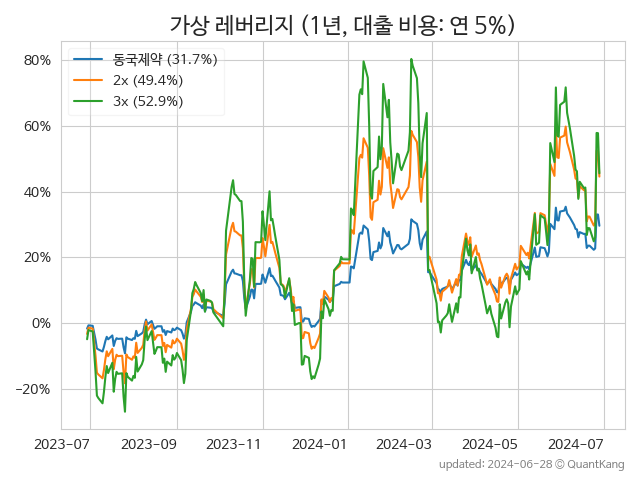 가상 레버리지 (1년, 대출 비용: 연 5%)
동국제약 (31.7%)
2x (49.4%)
3x (52.9%)
80%
60%
40%
20%
0%
−20%
2023-07 2023-09 2023-11 2024-01 2024-03 2024-05 2024-07
updated: 2024-06-28 ⓒ QuantKang